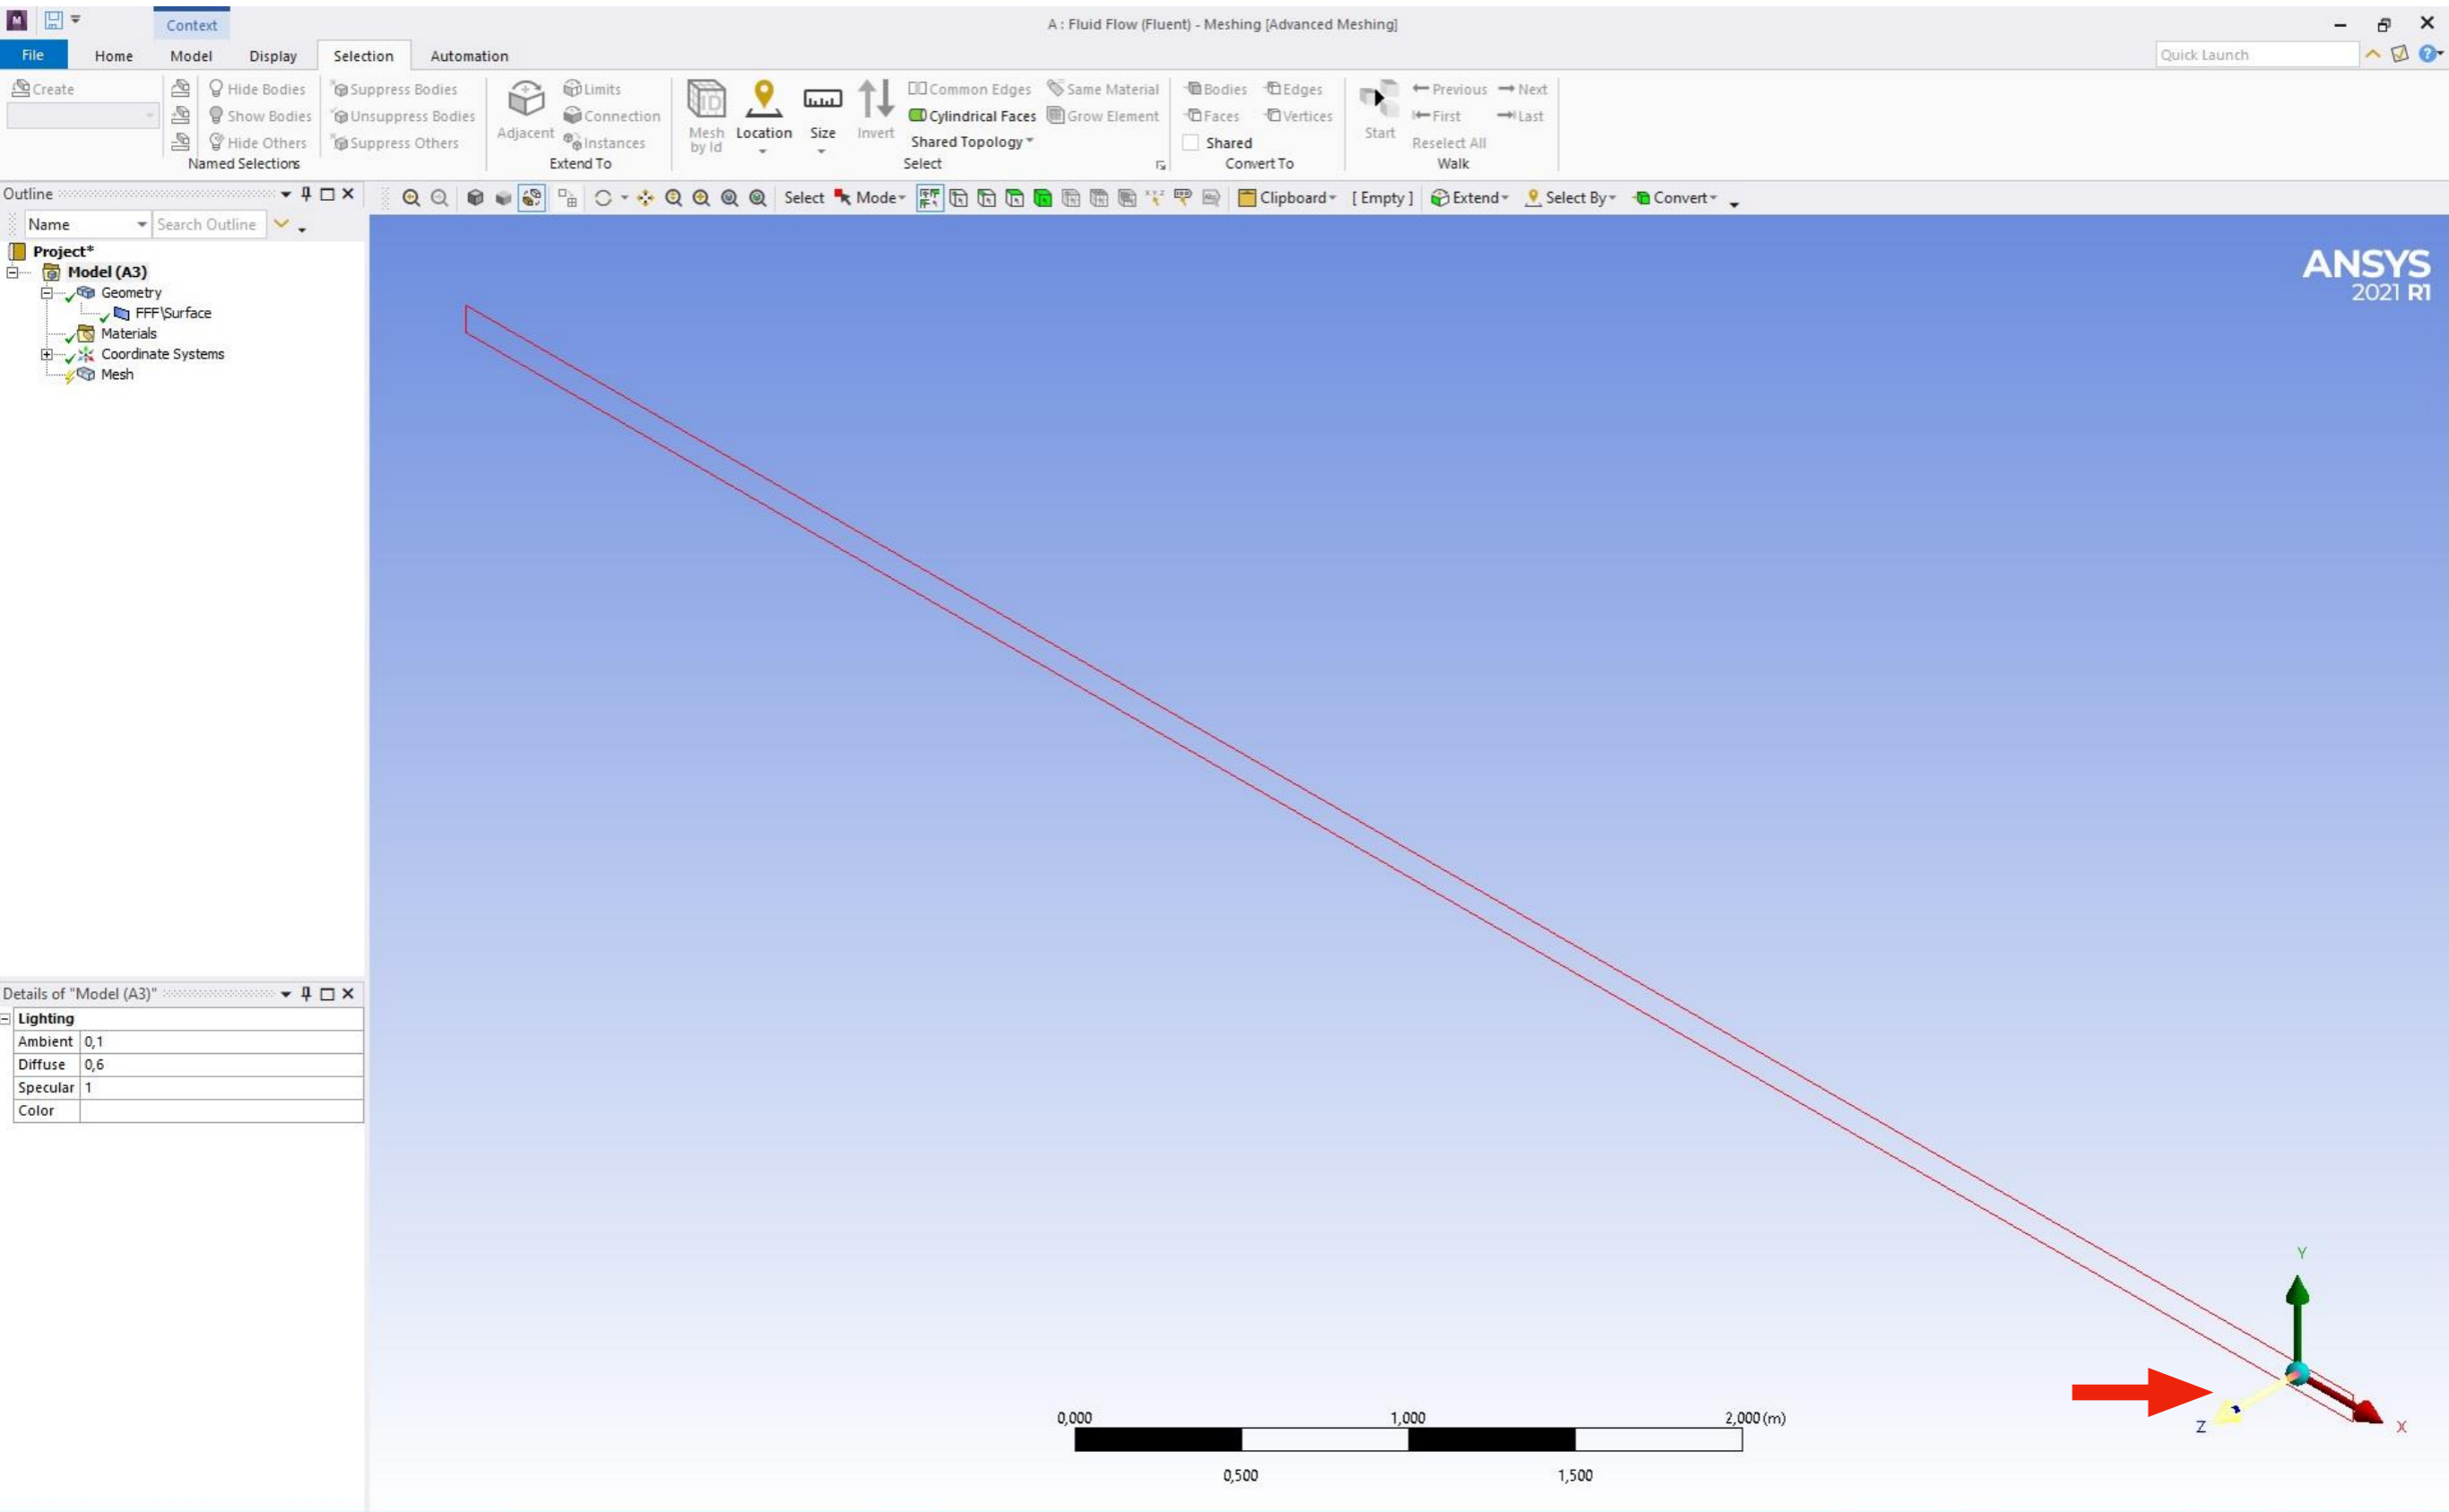 M
Context
A : Fluid Flow (Fluent) - Meshing [Advanced Meshing]
File Home Model Display Selection Automation
Quick Launch
Create
Hide Bodies
Show Bodies
Hide Others
Named Selections
Suppress Bodies
Unsuppress Bodies
Suppress Others
Adjacent
Limits
Connection
Instances
Extend To
Mesh by Id
Location
Size
Invert
Common Edges
Cylindrical Faces
Shared Topology
Same Material
Grow Element
Select
Bodies Edges
Faces Vertices
Shared
Convert To
Start
Previous Next
First Last
Reselect All
Walk
Outline
Select Mode Clipboard [ Empty ] Extend Select By Convert
Name Search Outline
Project*
Model (A3)
Geometry
FFF\Surface
Materials
Coordinate Systems
Mesh
ANSYS
2021 R1
Details of "Model (A3)"
Lighting
Ambient 0,1
Diffuse 0,6
Specular 1
Color
Y
Z
X
0,000 1,000 2,000 (m)
0,500 1,500